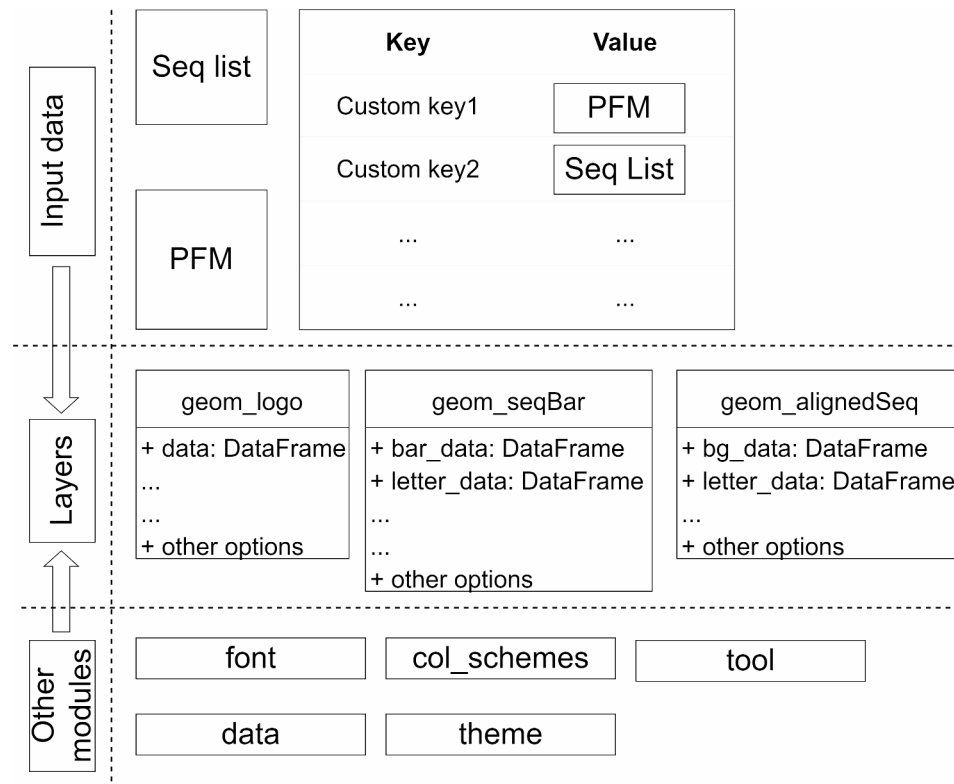 Input data
Seq list
PFM
Key Value
Custom key1 PFM
Custom key2 Seq List
... ...
... ...
Layers
geom_logo
+ data: DataFrame
...
...
+ other options
geom_seqBar
+ bar_data: DataFrame
+ letter_data: DataFrame
...
...
+ other options
geom_alignedSeq
+ bg_data: DataFrame
+ letter_data: DataFrame
...
+ other options
Other
modules
font
col_schemes
tool
data
theme